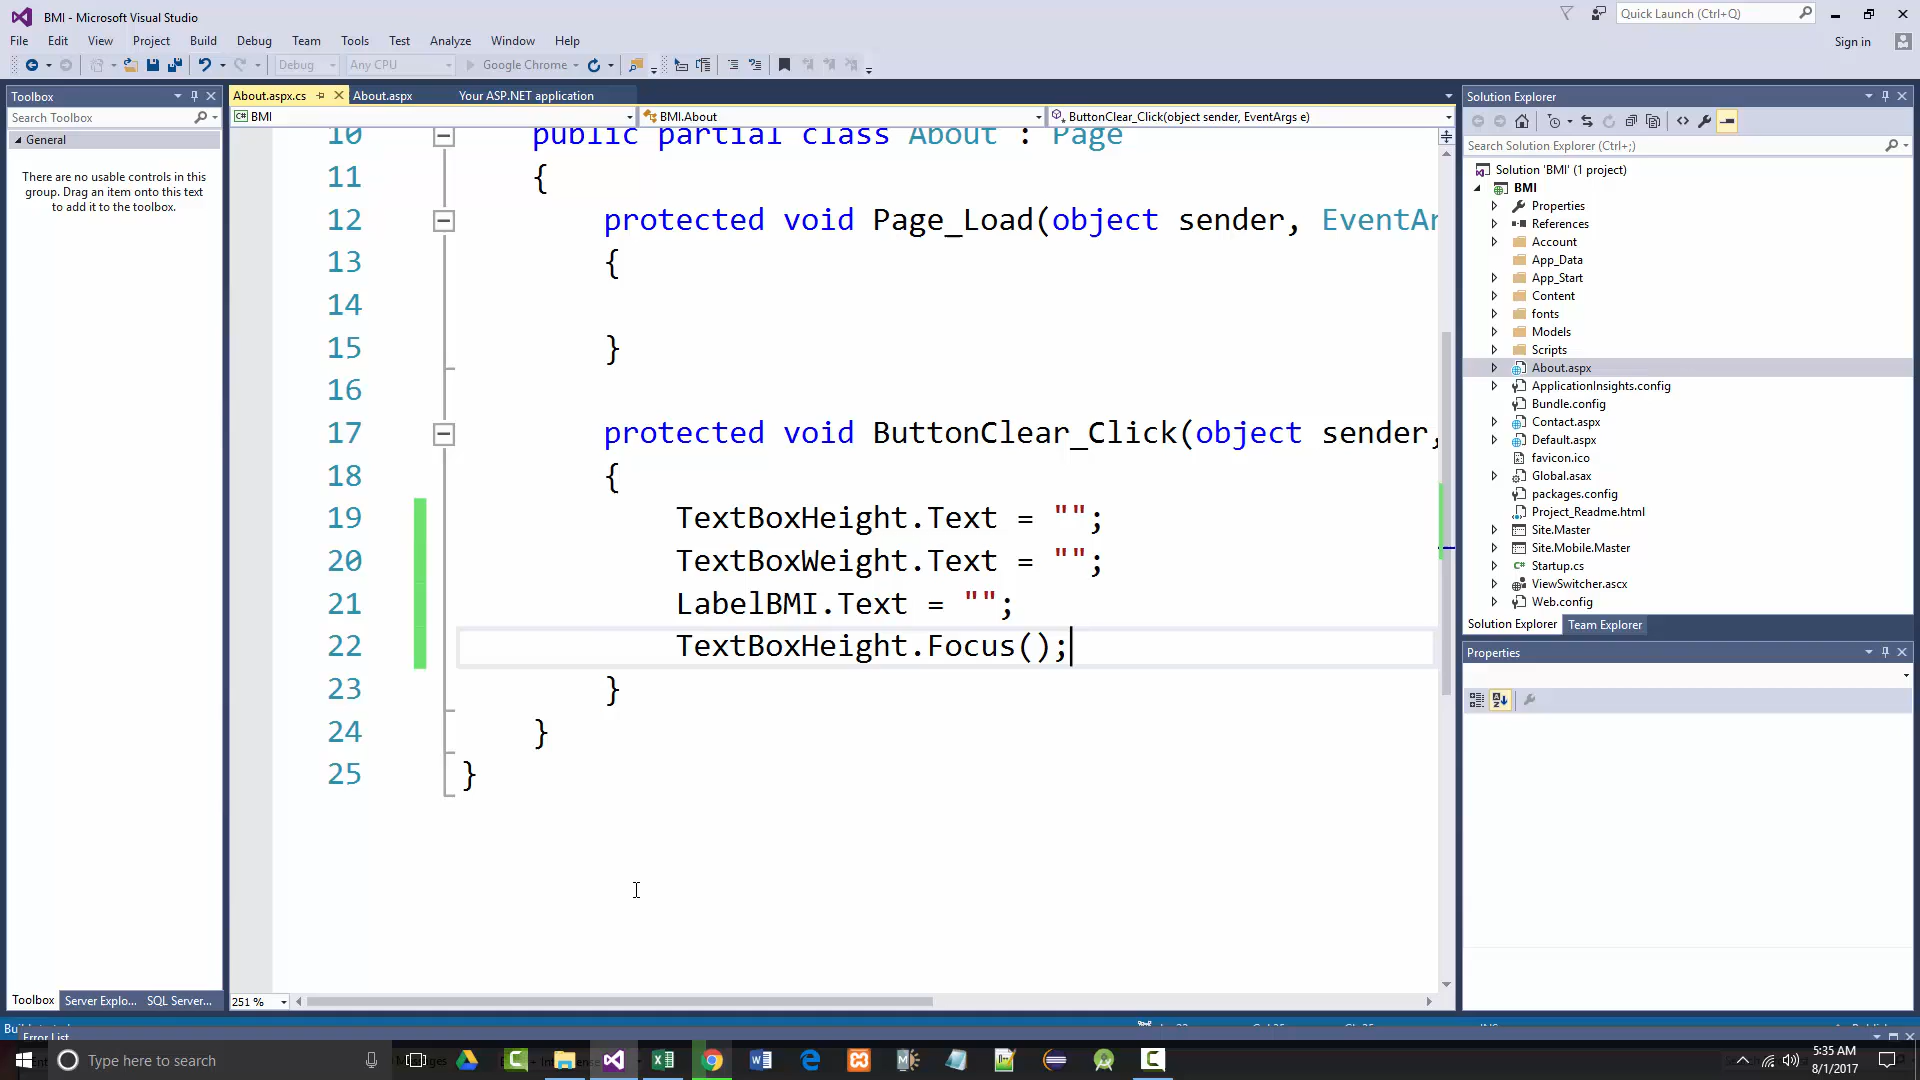 BMI - Microsoft Visual Studio
Quick Launch (Ctrl+Q)
File Edit View Project Build Debug Team Tools Test Analyze Window Help
Sign in
Debug Any CPU Google Chrome
Toolbox
Search Toolbox
General
There are no usable controls in this
group. Drag an item onto this text
to add it to the toolbox.
About.aspx.cs About.aspx Your ASP.NET application
BMI BMI.About ButtonClear_Click(object sender, EventArgs e)
10 public partial class About : Page
11 {
12 protected void Page_Load(object sender, EventAr
13 {
14
15 }
16
17 protected void ButtonClear_Click(object sender,
18 {
19 TextBoxHeight.Text = "";
20 TextBoxWeight.Text = "";
21 LabelBMI.Text = "";
22 TextBoxHeight.Focus();
23 }
24 }
25 }
251 %
Toolbox Server Explo... SQL Server...
Solution Explorer
Search Solution Explorer (Ctrl+;)
Solution 'BMI' (1 project)
BMI
Properties
References
Account
App_Data
App_Start
Content
fonts
Models
Scripts
About.aspx
ApplicationInsights.config
Bundle.config
Contact.aspx
Default.aspx
favicon.ico
Global.asax
packages.config
Project_Readme.html
Site.Master
Site.Mobile.Master
Startup.cs
ViewSwitcher.ascx
Web.config
Solution Explorer Team Explorer
Properties
Error List
Type here to search
5:35 AM
8/1/2017